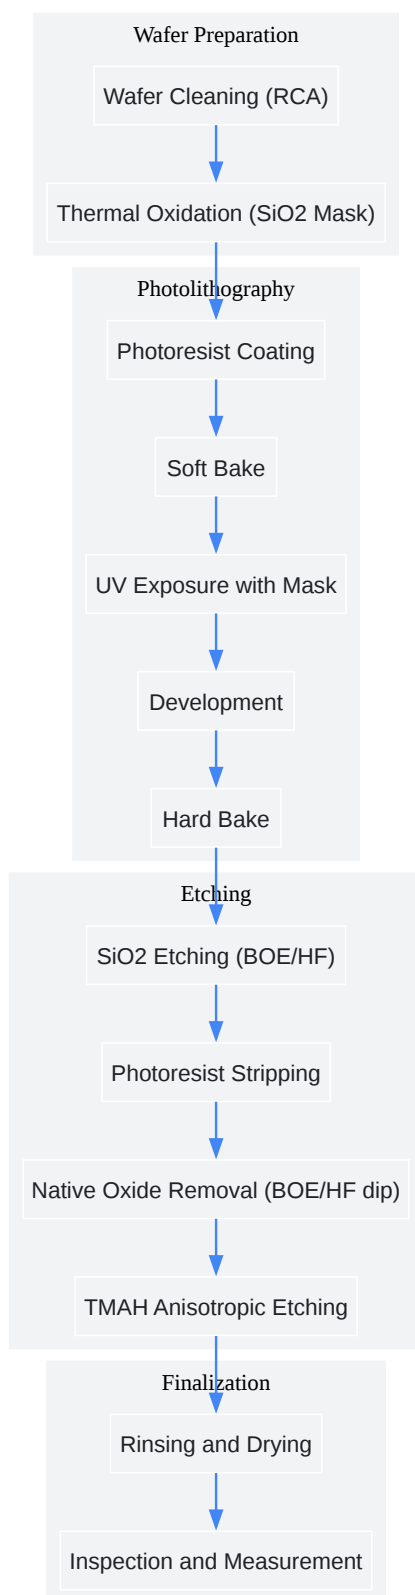 Wafer Preparation
Wafer Cleaning (RCA)
Thermal Oxidation (SiO2 Mask)
Photolithography
Photoresist Coating
Soft Bake
UV Exposure with Mask
Development
Hard Bake
Etching
SiO2 Etching (BOE/HF)
Photoresist Stripping
Native Oxide Removal (BOE/HF dip)
TMAH Anisotropic Etching
Finalization
Rinsing and Drying
Inspection and Measurement